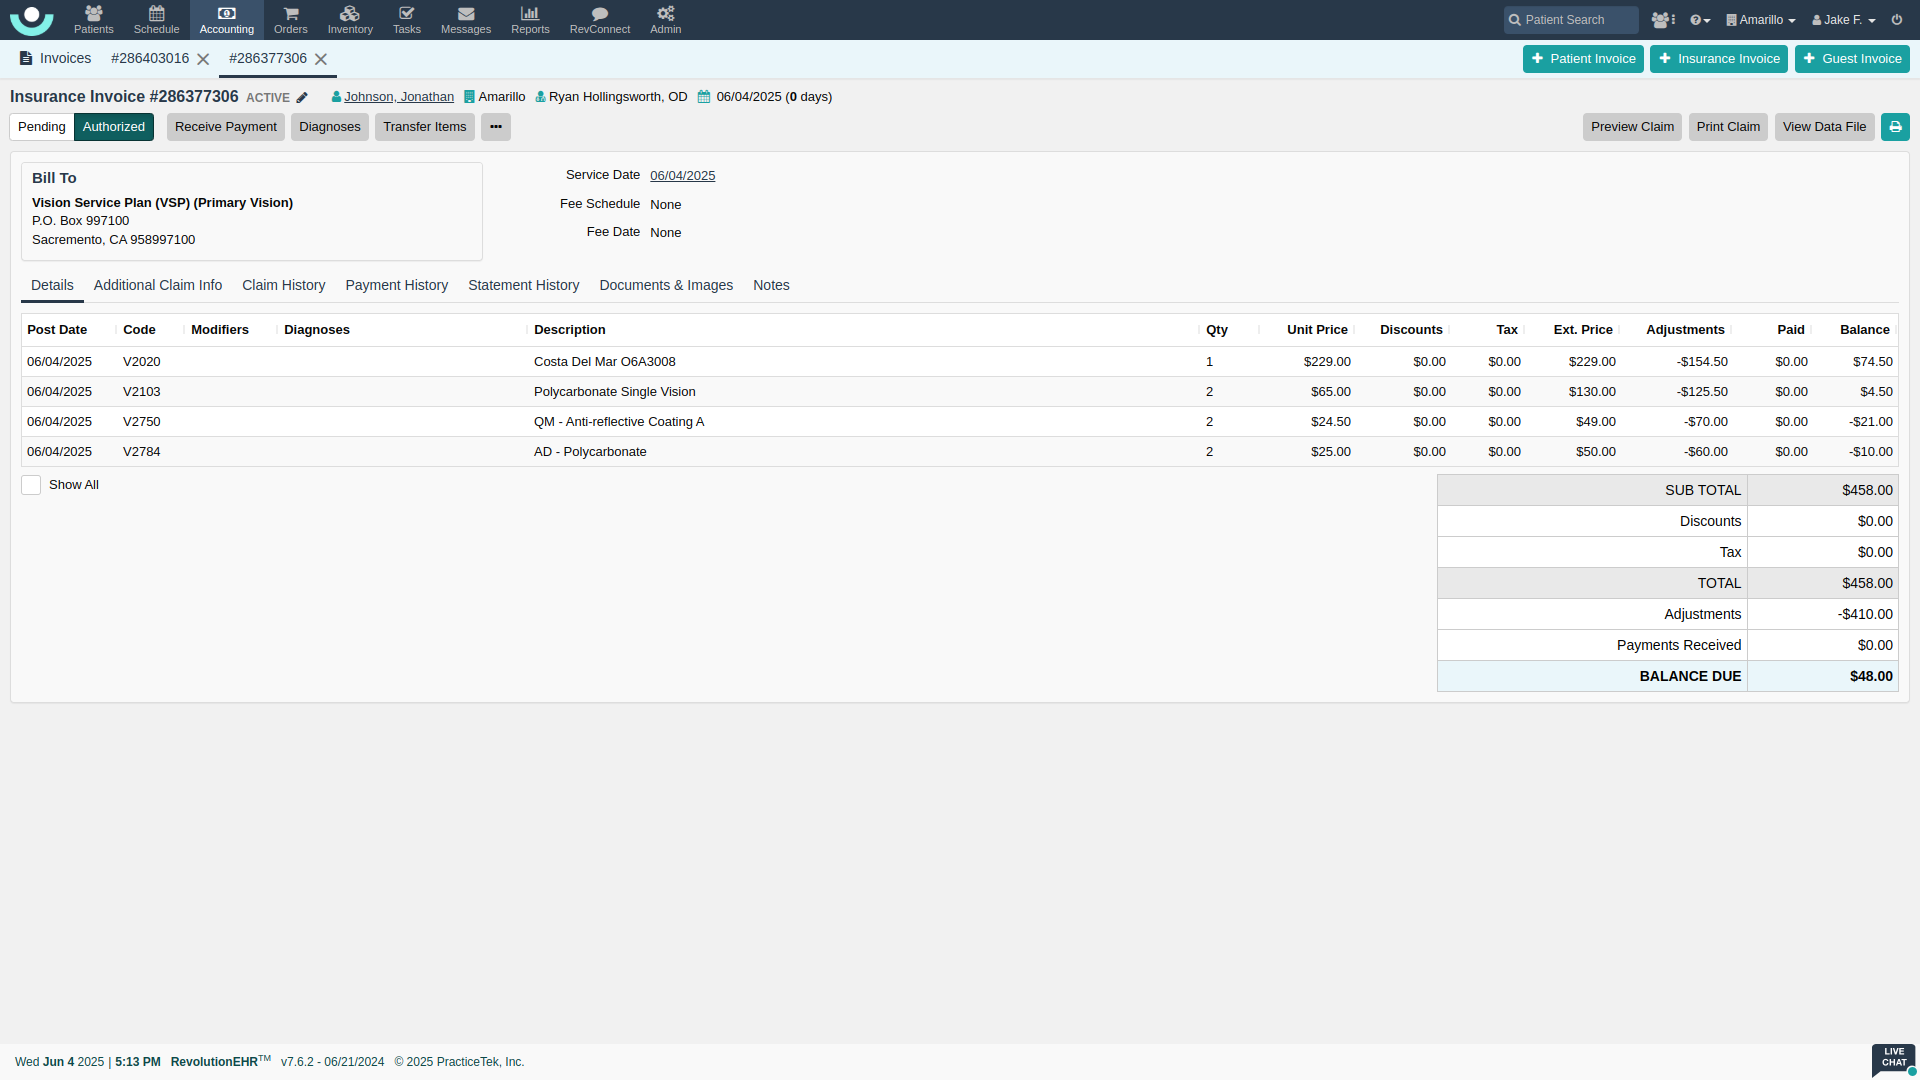 Patients Schedule Accounting Orders Inventory Tasks Messages Reports RevConnect Admin Patient Search Amarillo Jake F.
Invoices #286403016 #286377306 Patient Invoice Insurance Invoice Guest Invoice
Insurance Invoice #286377306 ACTIVE Johnson, Jonathan Amarillo Ryan Hollingsworth, OD 06/04/2025 (0 days)
Pending Authorized Receive Payment Diagnoses Transfer Items ••• Preview Claim Print Claim View Data File
Bill To
Vision Service Plan (VSP) (Primary Vision)
P.O. Box 997100
Sacremento, CA 958997100
Service Date 06/04/2025
Fee Schedule None
Fee Date None
Details Additional Claim Info Claim History Payment History Statement History Documents & Images Notes
Post Date Code Modifiers Diagnoses Description Qty Unit Price Discounts Tax Ext. Price Adjustments Paid Balance
06/04/2025 V2020 Costa Del Mar O6A3008 1 $229.00 $0.00 $0.00 $229.00 -$154.50 $0.00 $74.50
06/04/2025 V2103 Polycarbonate Single Vision 2 $65.00 $0.00 $0.00 $130.00 -$125.50 $0.00 $4.50
06/04/2025 V2750 QM - Anti-reflective Coating A 2 $24.50 $0.00 $0.00 $49.00 -$70.00 $0.00 -$21.00
06/04/2025 V2784 AD - Polycarbonate 2 $25.00 $0.00 $0.00 $50.00 -$60.00 $0.00 -$10.00
Show All
SUB TOTAL $458.00
Discounts $0.00
Tax $0.00
TOTAL $458.00
Adjustments -$410.00
Payments Received $0.00
BALANCE DUE $48.00
Wed Jun 4 2025 | 5:13 PM RevolutionEHR™ v7.6.2 - 06/21/2024 © 2025 PracticeTek, Inc.
LIVE
CHAT